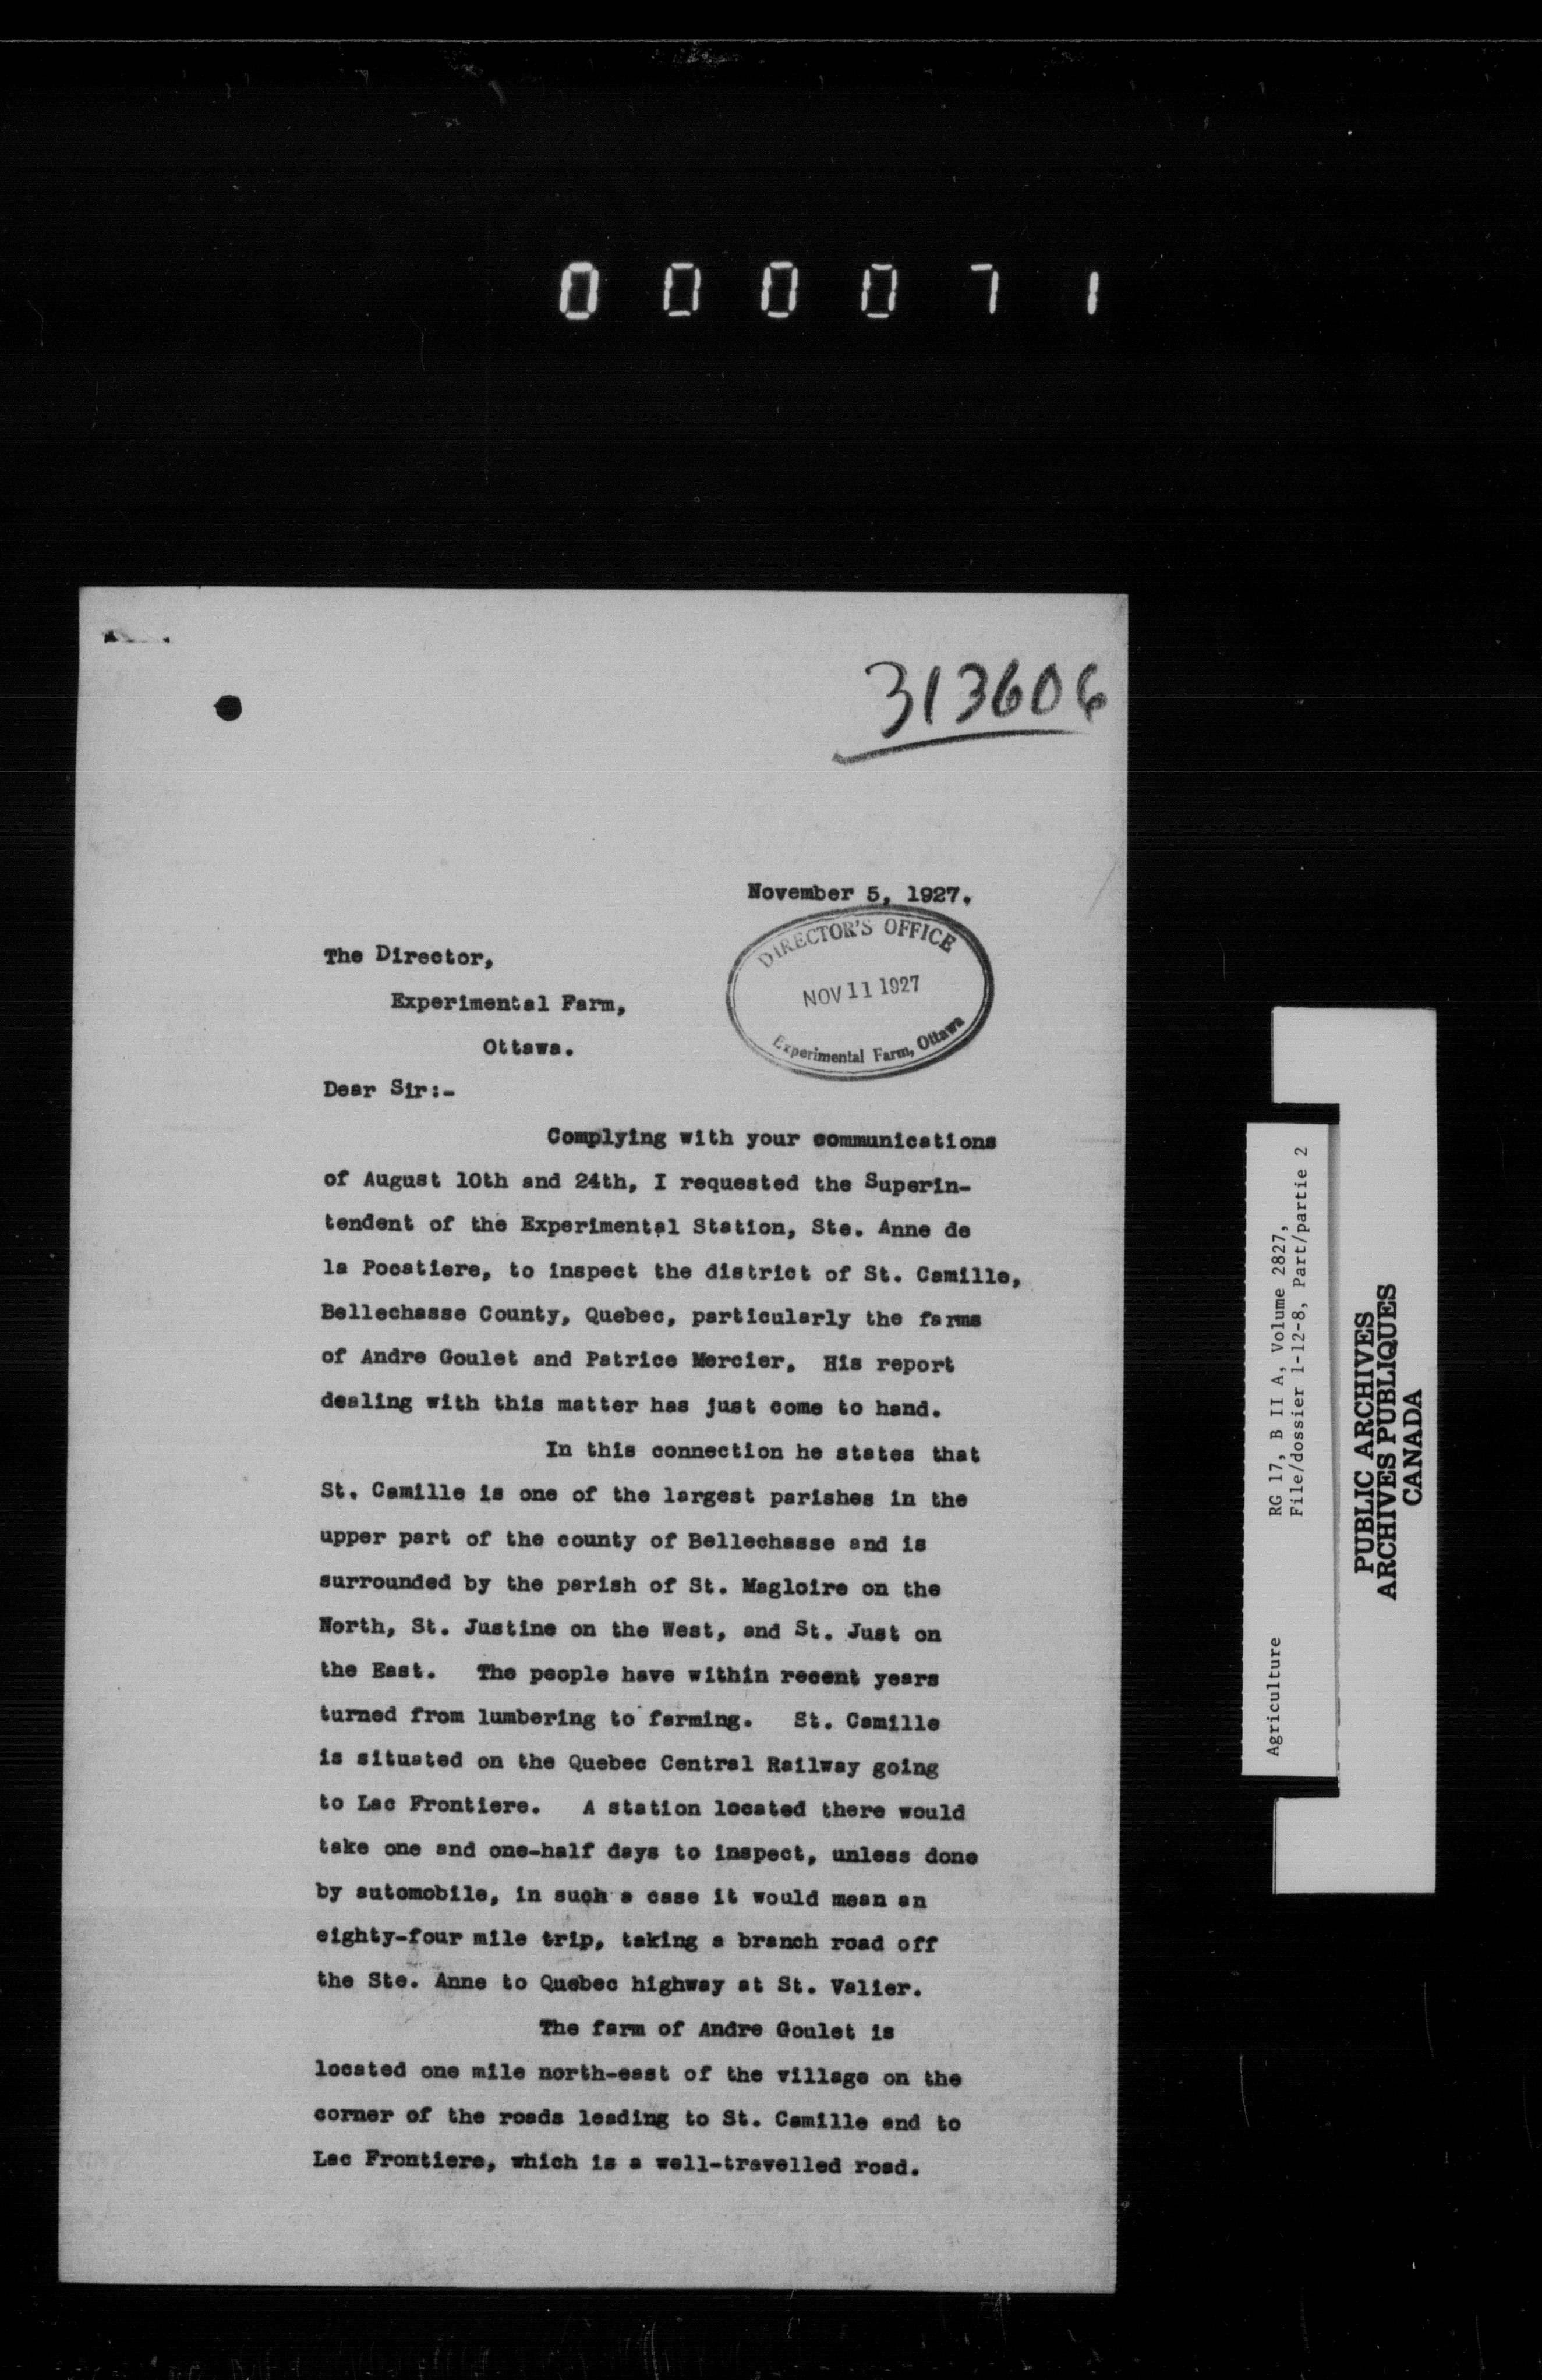 000071
313606
November 5, 1927.
DIRECTOR'S OFFICE
NOV 11 1927
Experimental Farm, Ottawa
The Director,
Experimental Farm,
Ottawa.
Dear Sir:-
Complying with your communications
of August 10th and 24th, I requested the Superin-
tendent of the Experimental Station, Ste. Anne de
la Pocatiere, to inspect the district of St. Camille,
Bellechasse County, Quebec, particularly the farms
of Andre Goulet and Patrice Mercier. His report
dealing with this matter has just come to hand.
In this connection he states that
St. Camille is one of the largest parishes in the
upper part of the county of Bellechasse and is
surrounded by the parish of St. Magloire on the
North, St. Justine on the West, and St. Just on
the East. The people have within recent years
turned from lumbering to farming. St. Camille
is situated on the Quebec Central Railway going
to Lac Frontiere. A station located there would
take one and one-half days to inspect, unless done
by automobile, in such a case it would mean an
eighty-four mile trip, taking a branch road off
the Ste. Anne to Quebec highway at St. Valier.
The farm of Andre Goulet is
located one mile north-east of the village on the
corner of the roads leading to St. Camille and to
Lac Frontiere, which is a well-travelled road.
Agriculture RG 17, B II A, Volume 2827,
File/dossier 1-12-8, Part/partie 2
PUBLIC ARCHIVES
ARCHIVES PUBLIQUES
CANADA